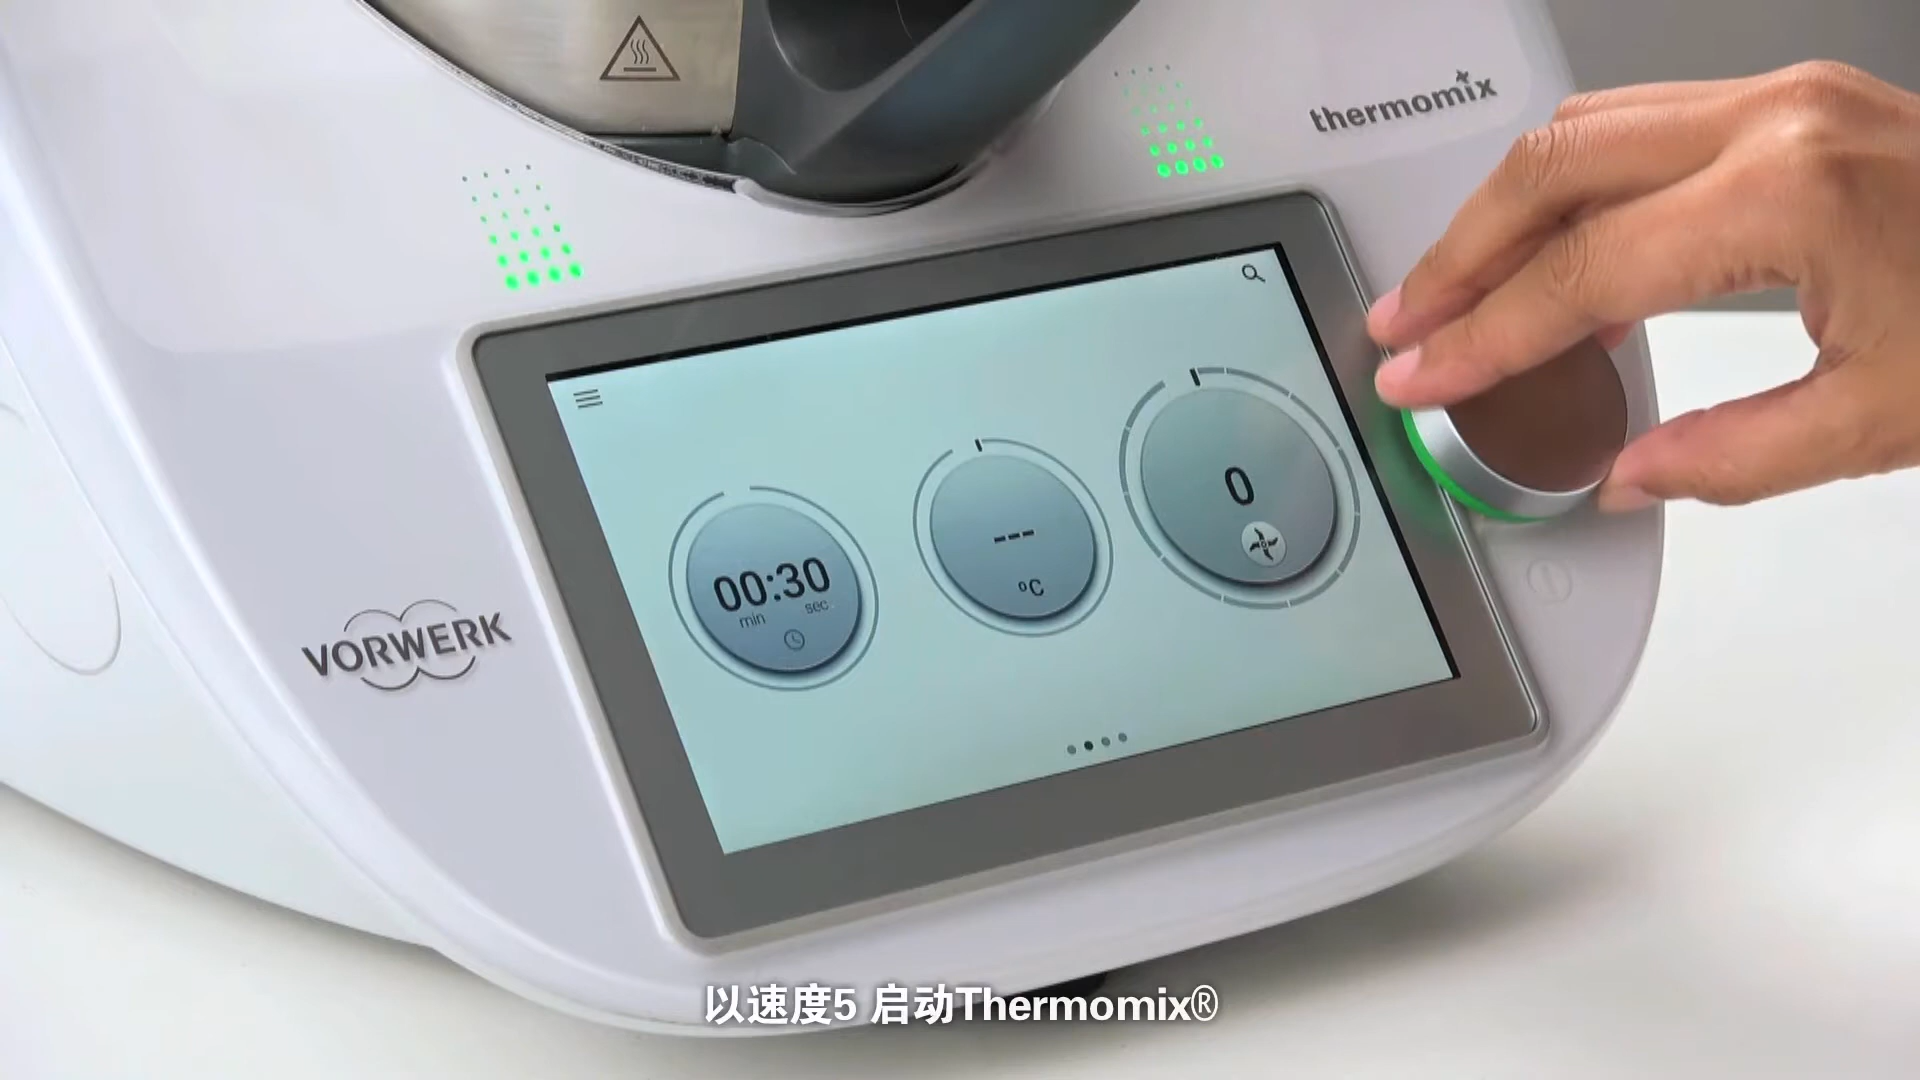 thermomix
VORWERK
00:30
min sec
---
°C
0
以速度5 启动Thermomix®